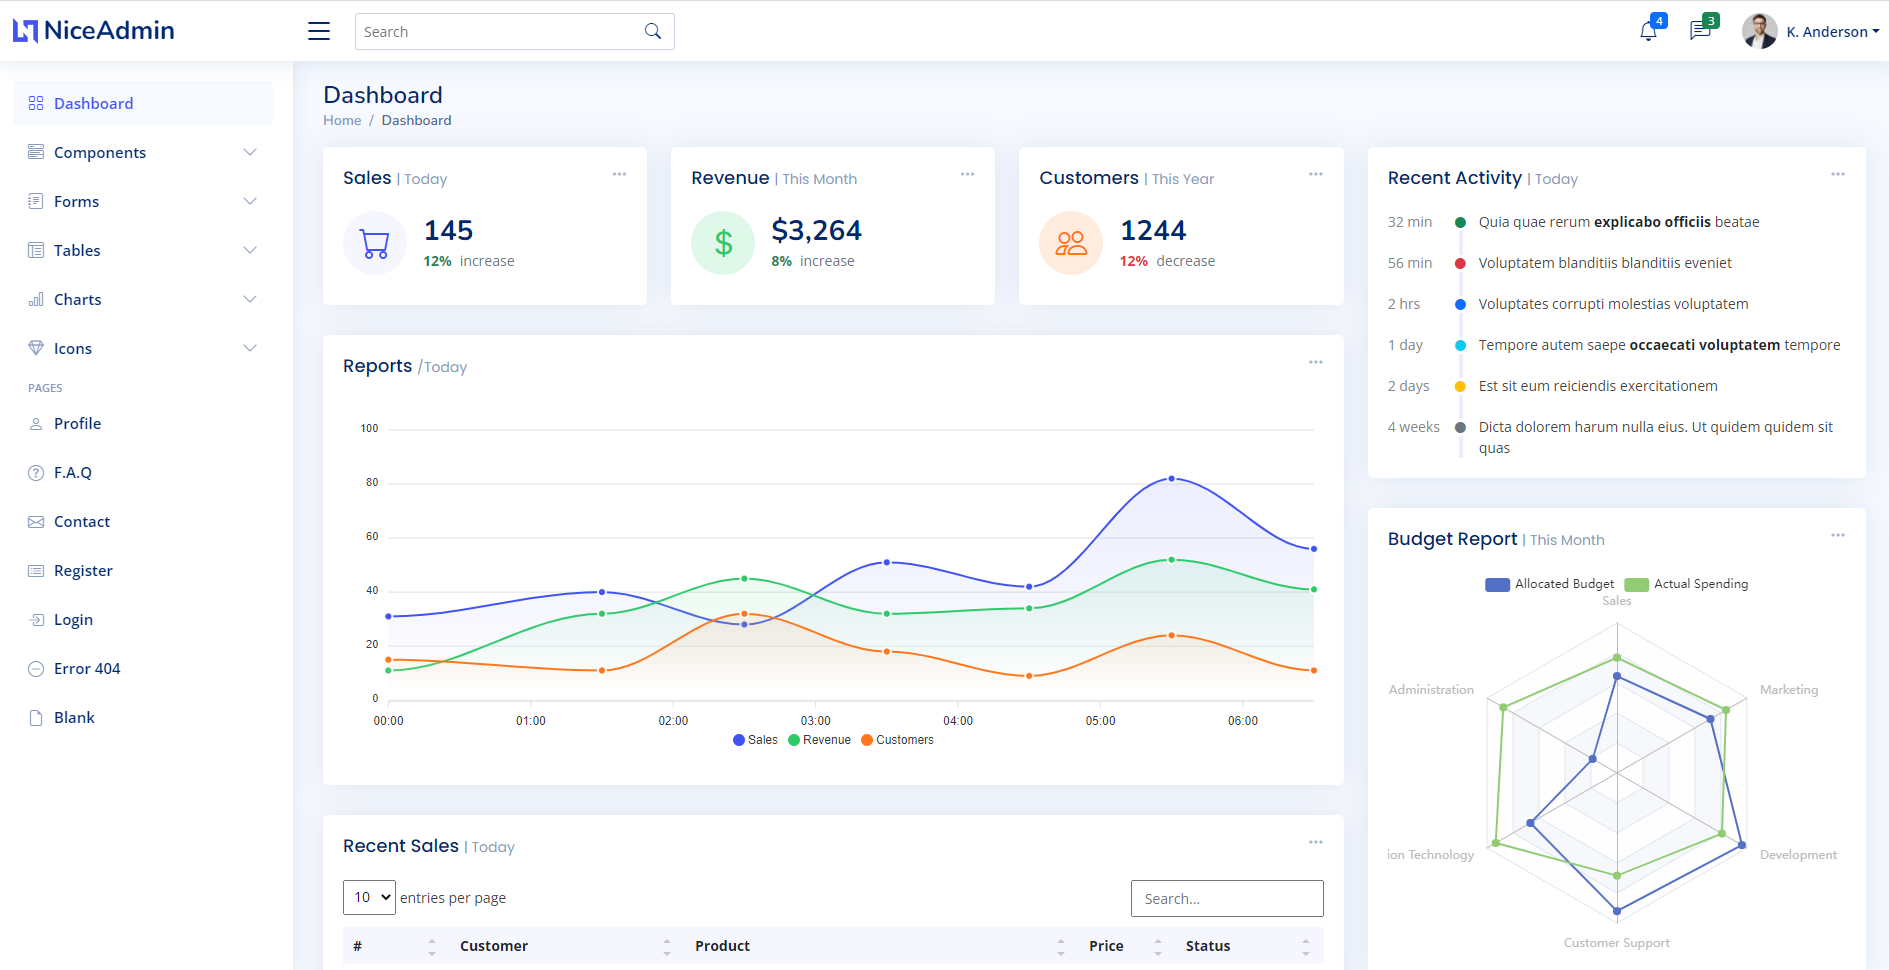 NiceAdmin
Search
4
3
K. Anderson
Dashboard
Components
Forms
Tables
Charts
Icons
PAGES
Profile
F.A.Q
Contact
Register
Login
Error 404
Blank
Dashboard
Home / Dashboard
Sales | Today
145
12% increase
Revenue | This Month
$3,264
8% increase
Customers | This Year
1244
12% decrease
Reports /Today
100
80
60
40
20
0
00:00 01:00 02:00 03:00 04:00 05:00 06:00
Sales Revenue Customers
Recent Sales | Today
10 entries per page
Search...
# Customer Product Price Status
Recent Activity | Today
32 min Quia quae rerum explicabo officiis beatae
56 min Voluptatem blanditiis blanditiis eveniet
2 hrs Voluptates corrupti molestias voluptatem
1 day Tempore autem saepe occaecati voluptatem tempore
2 days Est sit eum reiciendis exercitationem
4 weeks Dicta dolorem harum nulla eius. Ut quidem quidem sit
quas
Budget Report | This Month
Allocated Budget Actual Spending
Sales
Administration Marketing
ion Technology Development
Customer Support